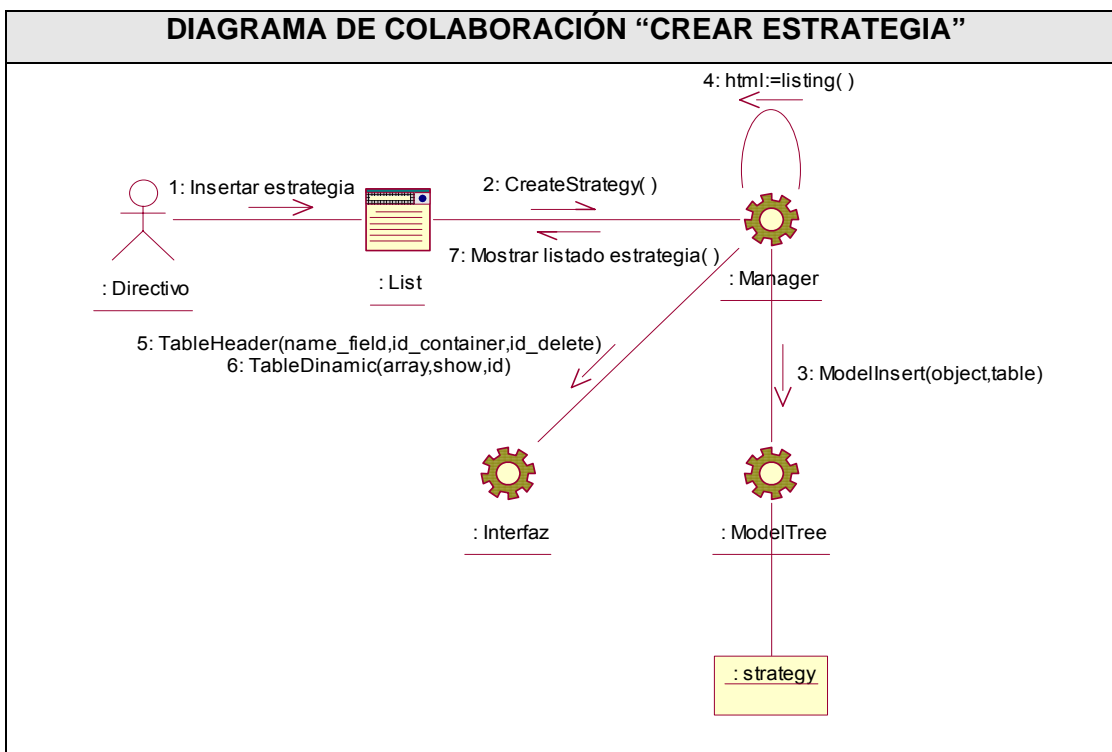 DIAGRAMA DE COLABORACIÓN “CREAR ESTRATEGIA”
4: html:=listing( )
1: Insertar estrategia
2: CreateStrategy( )
7: Mostrar listado estrategia( )
: Directivo
: List
: Manager
5: TableHeader(name_field,id_container,id_delete)
6: TableDinamic(array,show,id)
3: ModelInsert(object,table)
: Interfaz
: ModelTree
: strategy